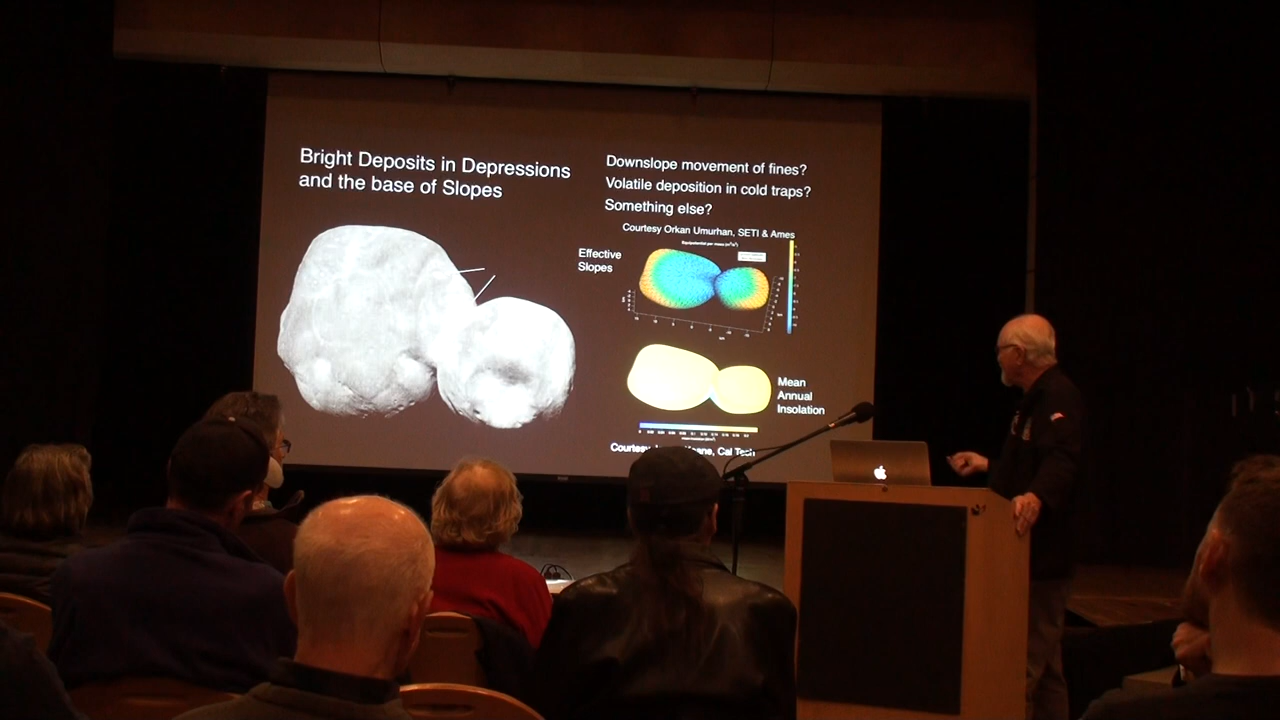 Bright Deposits in Depressions
and the base of Slopes
Downslope movement of fines?
Volatile deposition in cold traps?
Something else?
Courtesy Orkan Umurhan, SETI & Ames
Effective
Slopes
Mean
Annual
Insolation
Cal Tech